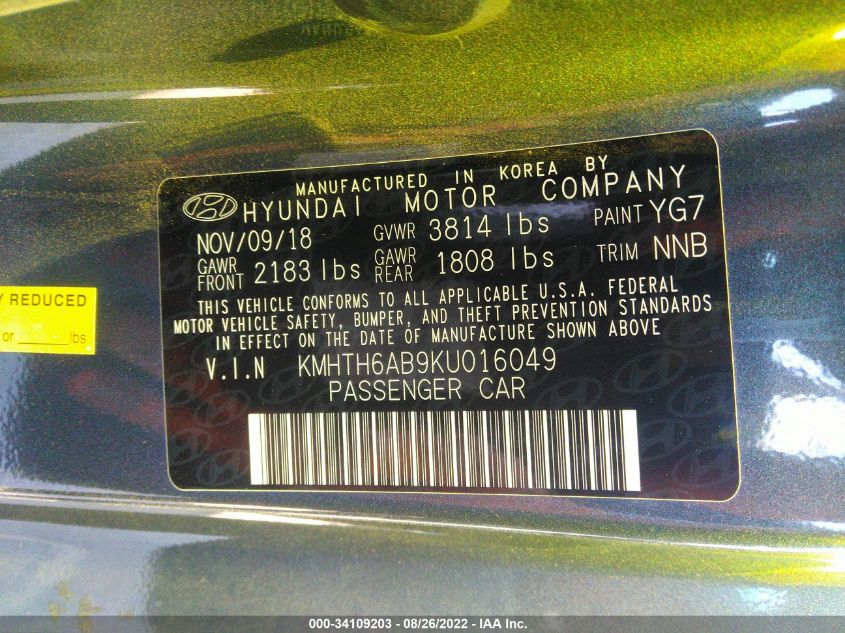 MANUFACTURED IN KOREA BY
HYUNDAI MOTOR COMPANY
NOV/09/18 GVWR 3814 lbs PAINT YG7
GAWR FRONT 2183 lbs GAWR REAR 1808 lbs TRIM NNB
THIS VEHICLE CONFORMS TO ALL APPLICABLE U.S.A. FEDERAL
MOTOR VEHICLE SAFETY, BUMPER, AND THEFT PREVENTION STANDARDS
IN EFFECT ON THE DATE OF MANUFACTURE SHOWN ABOVE
V.I.N KMHTH6AB9KU016049
PASSENGER CAR
REDUCED
or lbs.
000-34109203 - 08/26/2022 - IAA Inc.